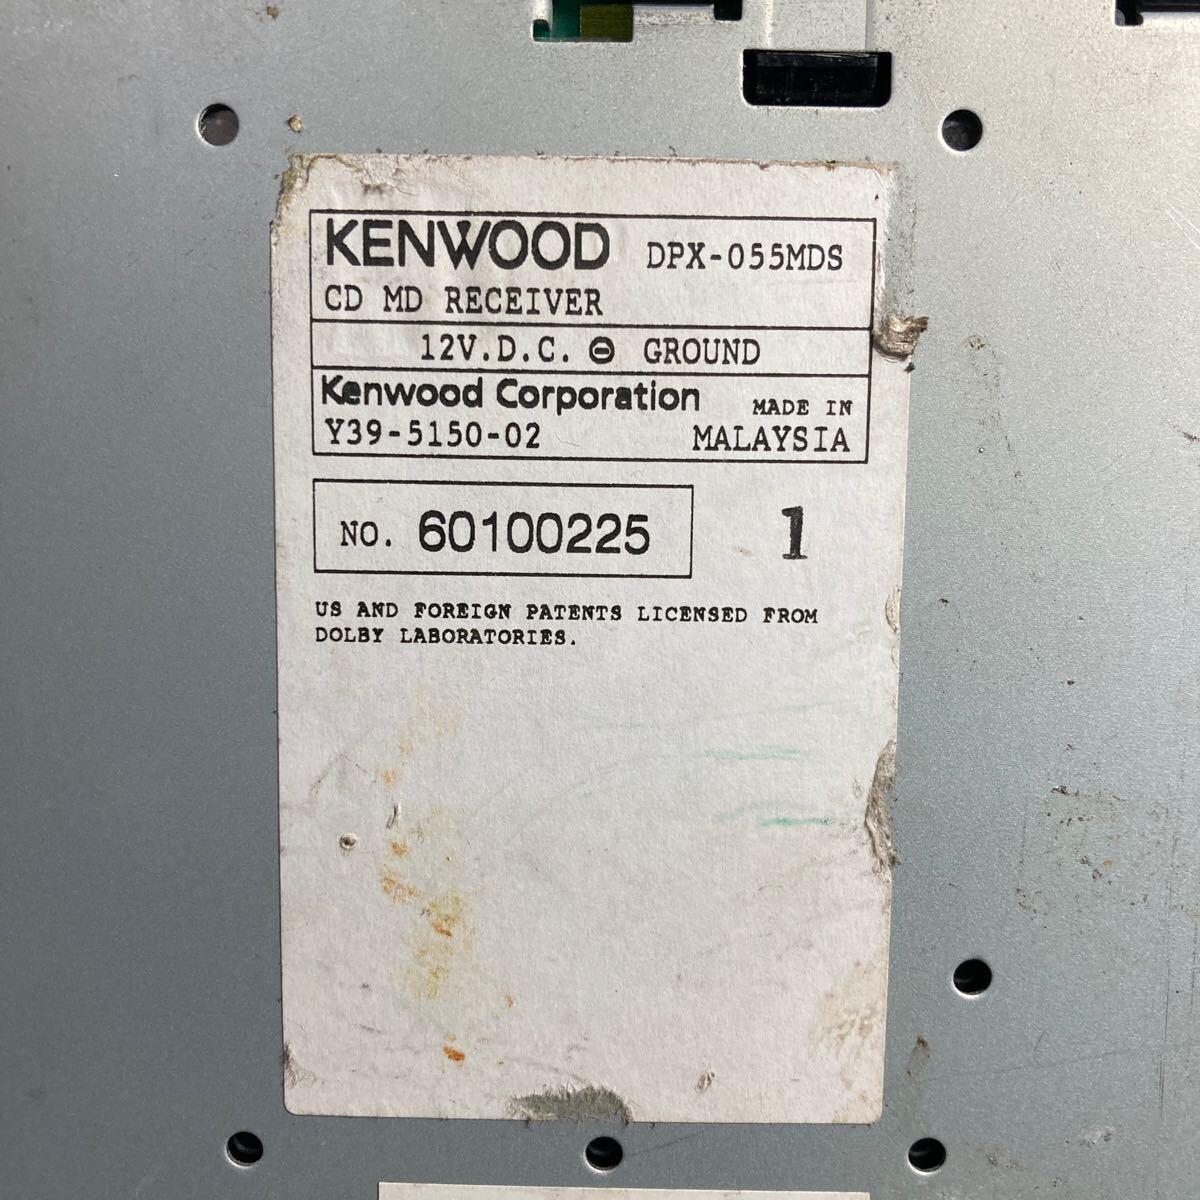 KENWOOD DPX-055MDS
CD MD RECEIVER
12V.D.C. ⊖ GROUND
Kenwood Corporation MADE IN
Y39-5150-02 MALAYSIA
NO. 60100225 1
US AND FOREIGN PATENTS LICENSED FROM
DOLBY LABORATORIES.